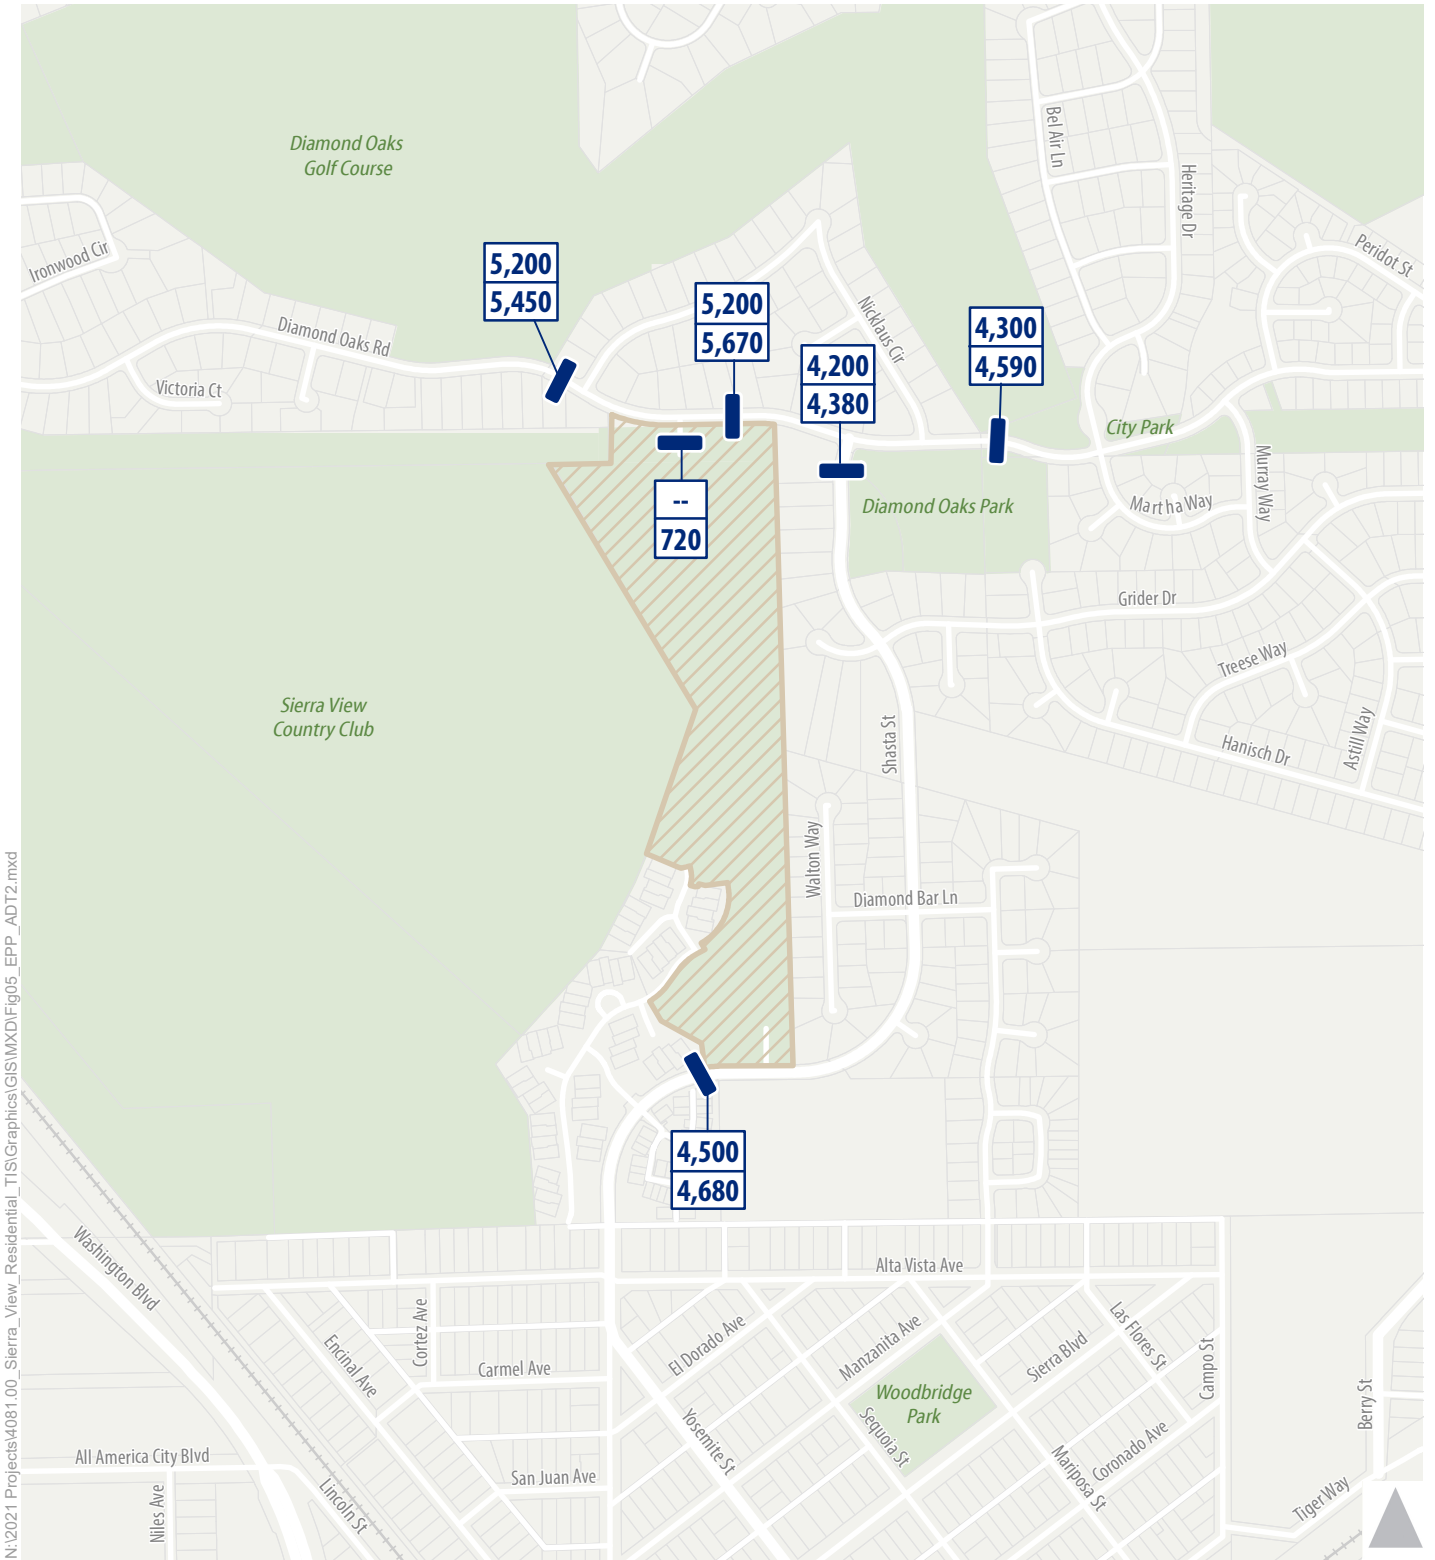 Diamond Oaks
Golf Course
Bel Air Ln
Heritage Dr
Peridot St
Ironwood Cir
5,200
5,450
5,200
5,670
Nicklaus Cir
4,300
4,590
Diamond Oaks Rd
4,200
4,380
Victoria Ct
City Park
Murray Way
--
720
Diamond Oaks Park
Martha Way
Grider Dr
Treese Way
Sierra View
Country Club
Shasta St
Hanisch Dr
Astill Way
Walton Way
Diamond Bar Ln
4,500
4,680
Washington Blvd
Alta Vista Ave
Cortez Ave
El Dorado Ave
Manzanita Ave
Las Flores St
Encinal Ave
Sierra Blvd
Campo St
Carmel Ave
Woodbridge
Park
Berry St
Yosemite St
Sequoia St
Coronado Ave
All America City Blvd
San Juan Ave
Mariposa St
Niles Ave
Lincoln St
Tiger Way
N:\2021 Projects\4081.00_Sierra_View_Residential_TIS\Graphics\GIS\MXD\Fig05_EPP_ADT2.mxd